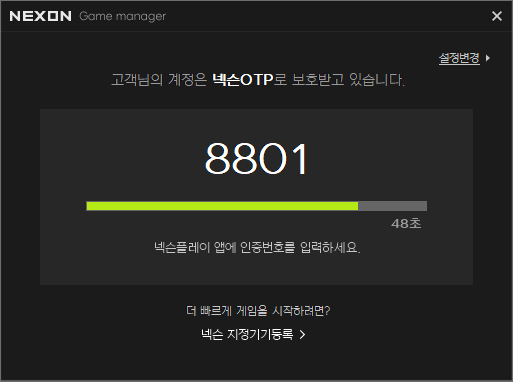 NEXON Game manager
설정변경
고객님의 계정은 넥슨OTP로 보호받고 있습니다.
8801
48초
넥슨플레이 앱에 인증번호를 입력하세요.
더 빠르게 게임을 시작하려면?
넥슨 지정기기등록 >